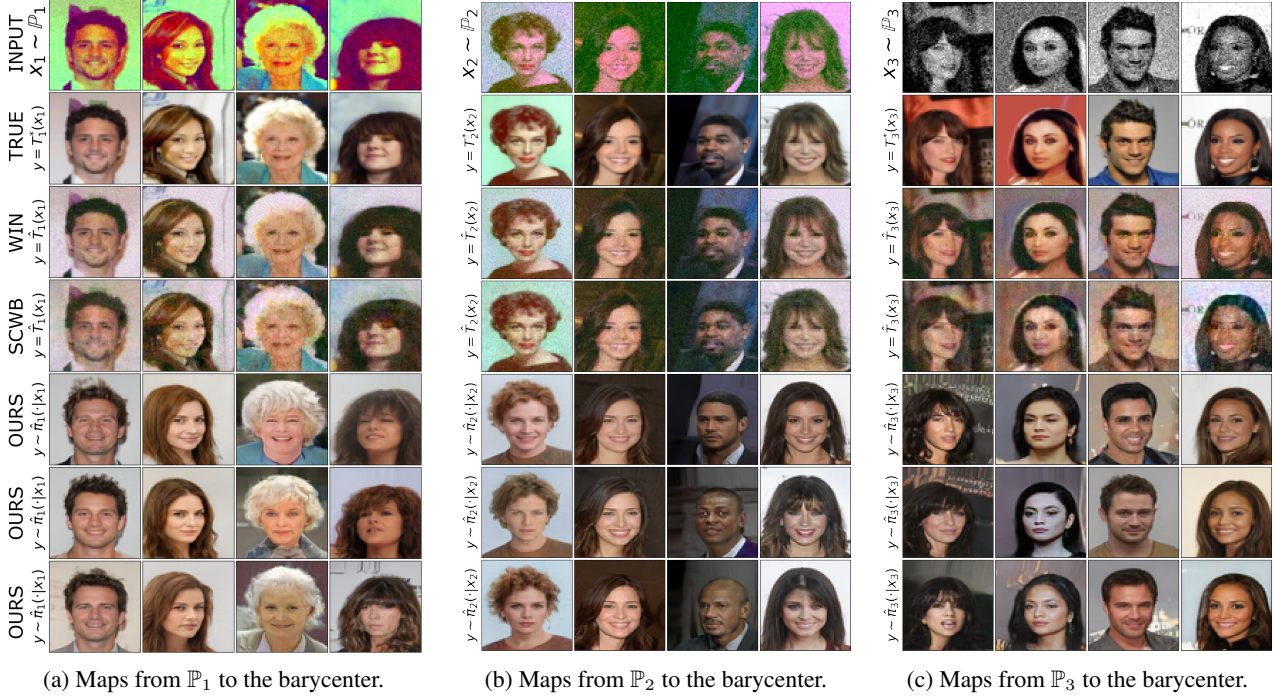 INPUT
x₁ ~ ℙ₁
TRUE
y = T₁*(x₁)
WIN
y = T̂₁(x₁)
SCWB
y = T̂₁(x₁)
OURS
y ~ π̂₁(·|x₁)
OURS
y ~ π̂₁(·|x₁)
OURS
y ~ π̂₁(·|x₁)
(a) Maps from ℙ₁ to the barycenter.
x₂ ~ ℙ₂
y = T₂*(x₂)
y = T̂₂(x₂)
y = T̂₂(x₂)
y ~ π̂₂(·|x₂)
y ~ π̂₂(·|x₂)
y ~ π̂₂(·|x₂)
(b) Maps from ℙ₂ to the barycenter.
x₃ ~ ℙ₃
y = T₃*(x₃)
y = T̂₃(x₃)
y = T̂₃(x₃)
y ~ π̂₃(·|x₃)
y ~ π̂₃(·|x₃)
y ~ π̂₃(·|x₃)
(c) Maps from ℙ₃ to the barycenter.